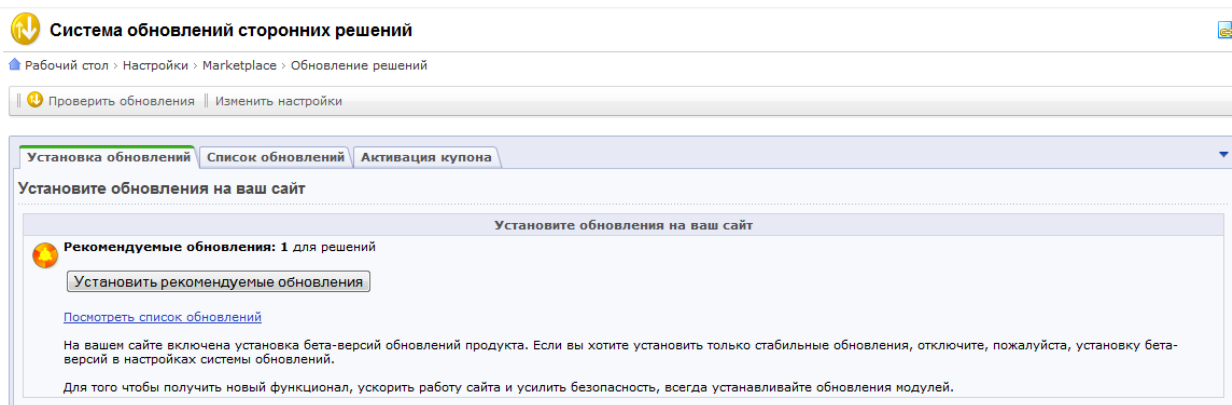 Система обновлений сторонних решений
Рабочий стол › Настройки › Marketplace › Обновление решений
Проверить обновления Изменить настройки
Установка обновлений Список обновлений Активация купона
Установите обновления на ваш сайт
Установите обновления на ваш сайт
Рекомендуемые обновления: 1 для решений
Установить рекомендуемые обновления
Посмотреть список обновлений
На вашем сайте включена установка бета-версий обновлений продукта. Если вы хотите установить только стабильные обновления, отключите, пожалуйста, установку бета-
версий в настройках системы обновлений.
Для того чтобы получить новый функционал, ускорить работу сайта и усилить безопасность, всегда устанавливайте обновления модулей.